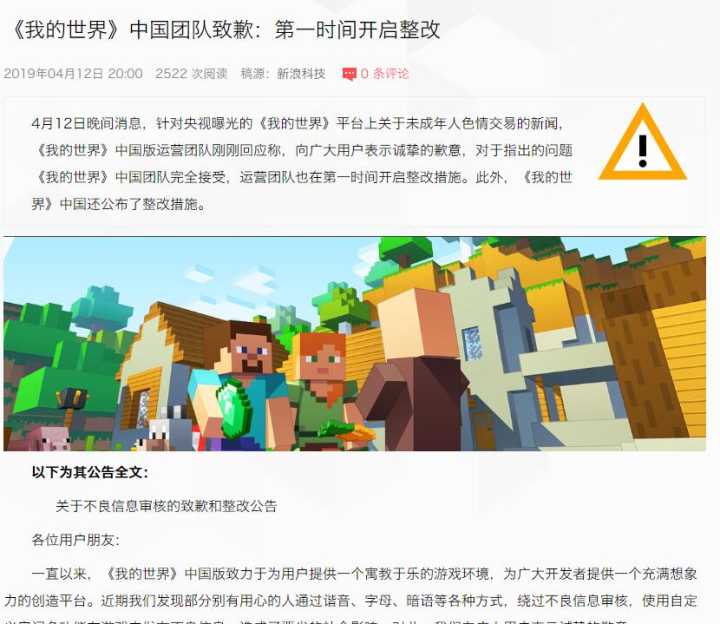 《我的世界》中国团队致歉：第一时间开启整改
2019年04月12日 20:00 2522 次阅读 稿源：新浪科技 0 条评论
4月12日晚间消息，针对央视曝光的《我的世界》平台上关于未成年人色情交易的新闻，
《我的世界》中国版运营团队刚刚回应称，向广大用户表示诚挚的歉意，对于指出的问题
《我的世界》中国团队完全接受，运营团队也在第一时间开启整改措施。此外，《我的世
界》中国还公布了整改措施。
以下为其公告全文：
关于不良信息审核的致歉和整改公告
各位用户朋友：
一直以来，《我的世界》中国版致力于为用户提供一个寓教于乐的游戏环境，为广大开发者提供一个充满想象
力的创造平台。近期我们发现部分别有用心的人通过谐音、字母、暗语等各种方式，绕过不良信息审核，使用自定